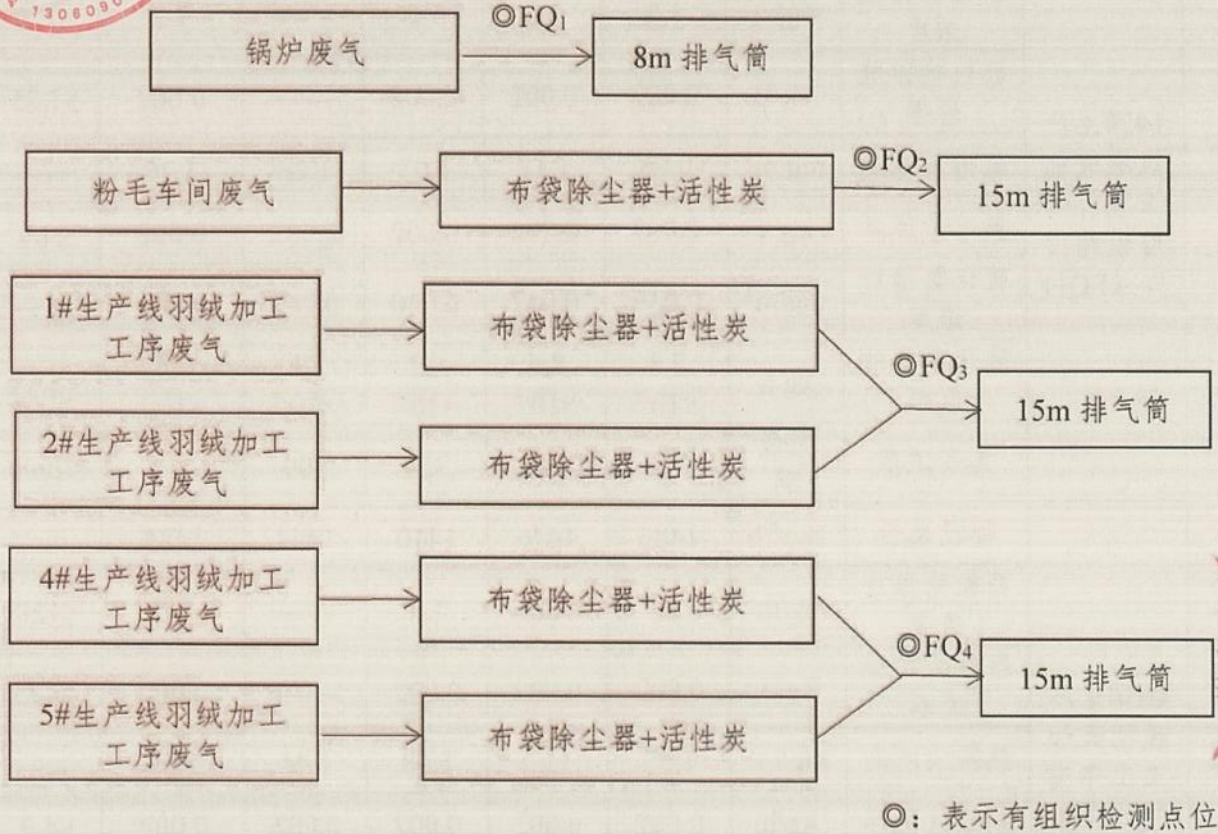 130609
◎FQ₁
锅炉废气
8m 排气筒
◎FQ₂
粉毛车间废气
布袋除尘器+活性炭
15m 排气筒
1#生产线羽绒加工
工序废气
布袋除尘器+活性炭
◎FQ₃
15m 排气筒
2#生产线羽绒加工
工序废气
布袋除尘器+活性炭
4#生产线羽绒加工
工序废气
布袋除尘器+活性炭
◎FQ₄
15m 排气筒
5#生产线羽绒加工
工序废气
布袋除尘器+活性炭
◎：表示有组织检测点位